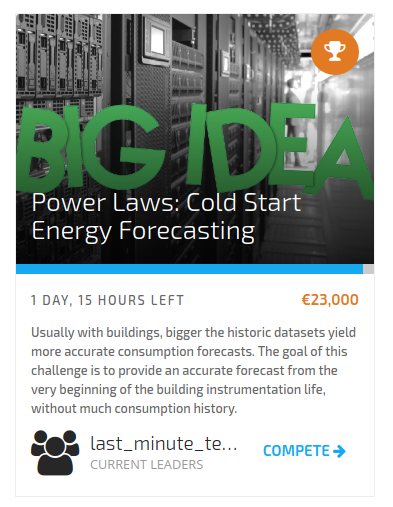 BIG IDEA
Power Laws: Cold Start
Energy Forecasting
1 DAY, 15 HOURS LEFT
€23,000
Usually with buildings, bigger the historic datasets yield
more accurate consumption forecasts. The goal of this
challenge is to provide an accurate forecast from the
very beginning of the building instrumentation life,
without much consumption history.
last_minute_te...
COMPETE
CURRENT LEADERS